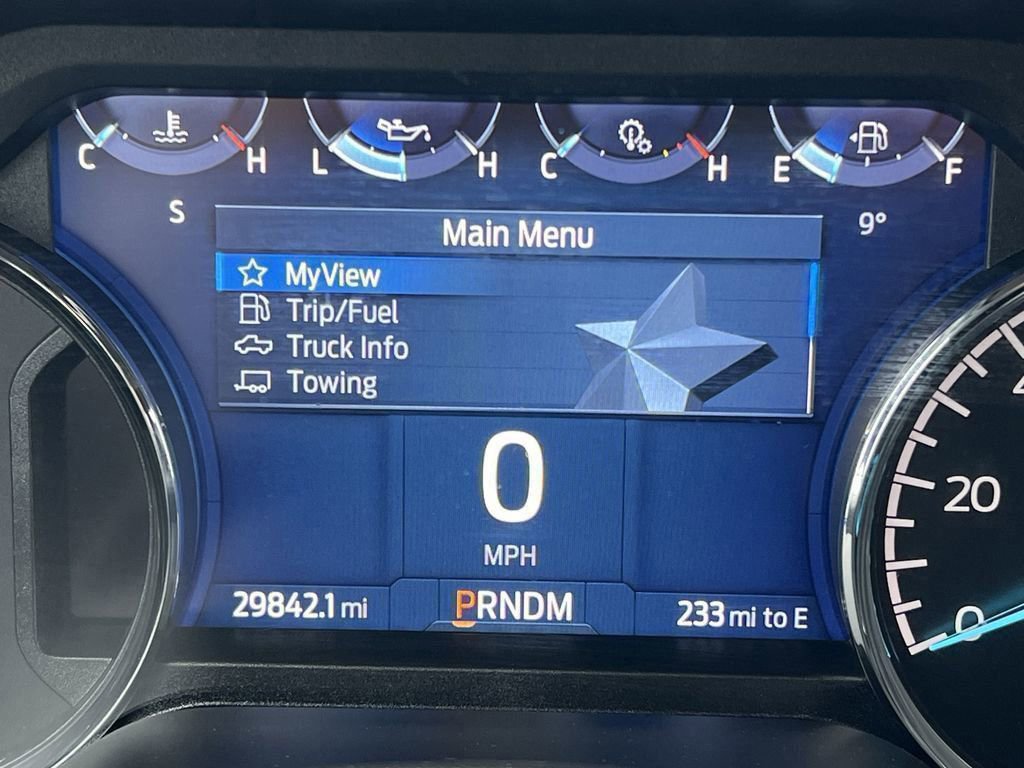 C H L H C H E F
S 9°
Main Menu
MyView
Trip/Fuel
Truck Info
Towing
0
MPH
20
29842.1 mi PRNDM 233 mi to E
0